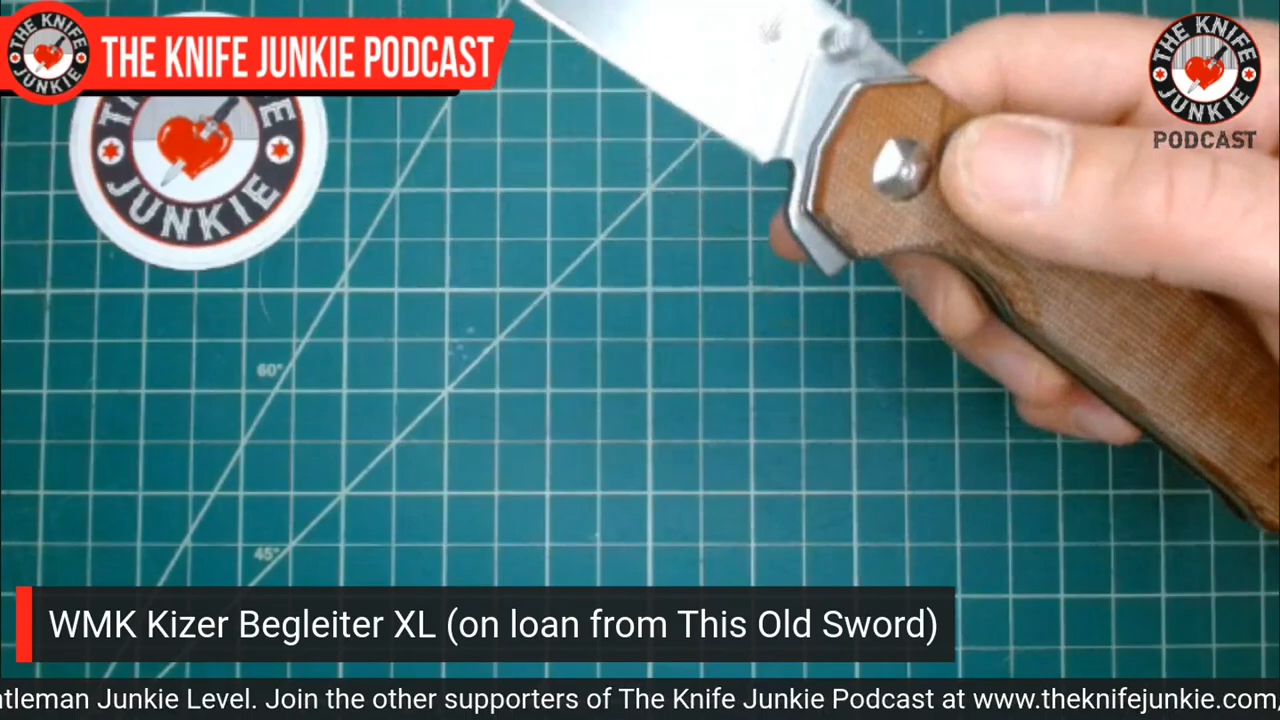 THE KNIFE JUNKIE
THE KNIFE JUNKIE PODCAST
THE KNIFE JUNKIE
PODCAST
JUNKIE
60°
45°
WMK Kizer Begleiter XL (on loan from This Old Sword)
Junkie Level. Join the other supporters of The Knife Junkie Podcast at www.theknifejunkie.com/